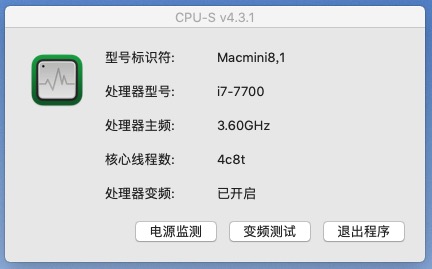 CPU-S v4.3.1
型号标识符: Macmini8,1
处理器型号: i7-7700
处理器主频: 3.60GHz
核心线程数: 4c8t
处理器变频: 已开启
电源监测 变频测试 退出程序